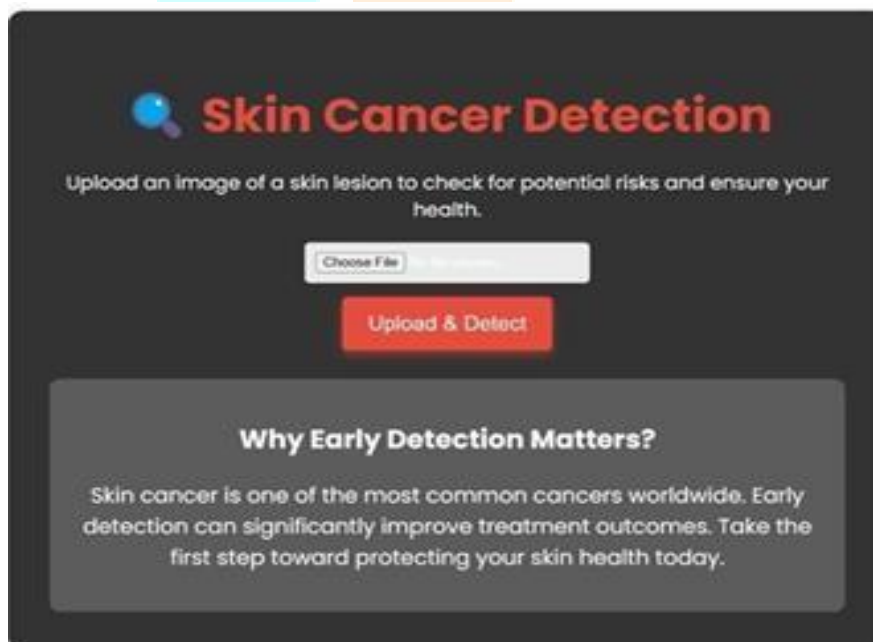 Skin Cancer Detection
Upload an image of a skin lesion to check for potential risks and ensure your
health.
Choose File
Upload & Detect
Why Early Detection Matters?
Skin cancer is one of the most common cancers worldwide. Early
detection can significantly improve treatment outcomes. Take the
first step toward protecting your skin health today.